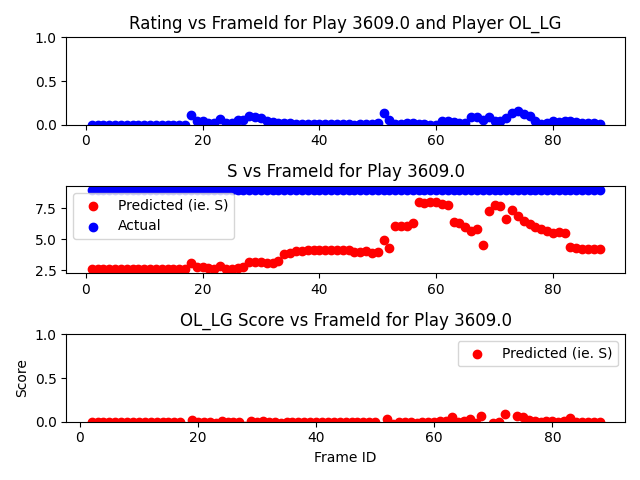 Rating vs FrameId for Play 3609.0 and Player OL_LG
1.0
0.5
0.0
0 20 40 60 80
S vs FrameId for Play 3609.0
7.5
5.0
2.5
Predicted (ie. S)
Actual
0 20 40 60 80
OL_LG Score vs FrameId for Play 3609.0
Score
1.0
0.5
0.0
Predicted (ie. S)
0 20 40 60 80
Frame ID